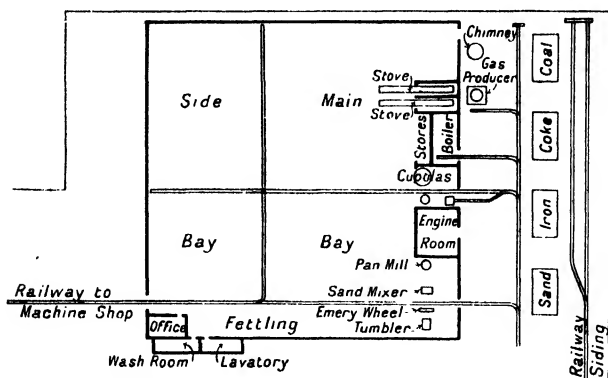 Chimney
Gas
Producer
Coal
Stove
Stove
Side
Main
Stores
Boiler
Coke
Cupolas
Engine
Room
Iron
Bay
Bay
Pan Mill
Sand Mixer
Emery Wheel
Tumbler
Sand
Railway to
Machine Shop
Office
Fettling
Wash Room
Lavatory
Railway
Siding